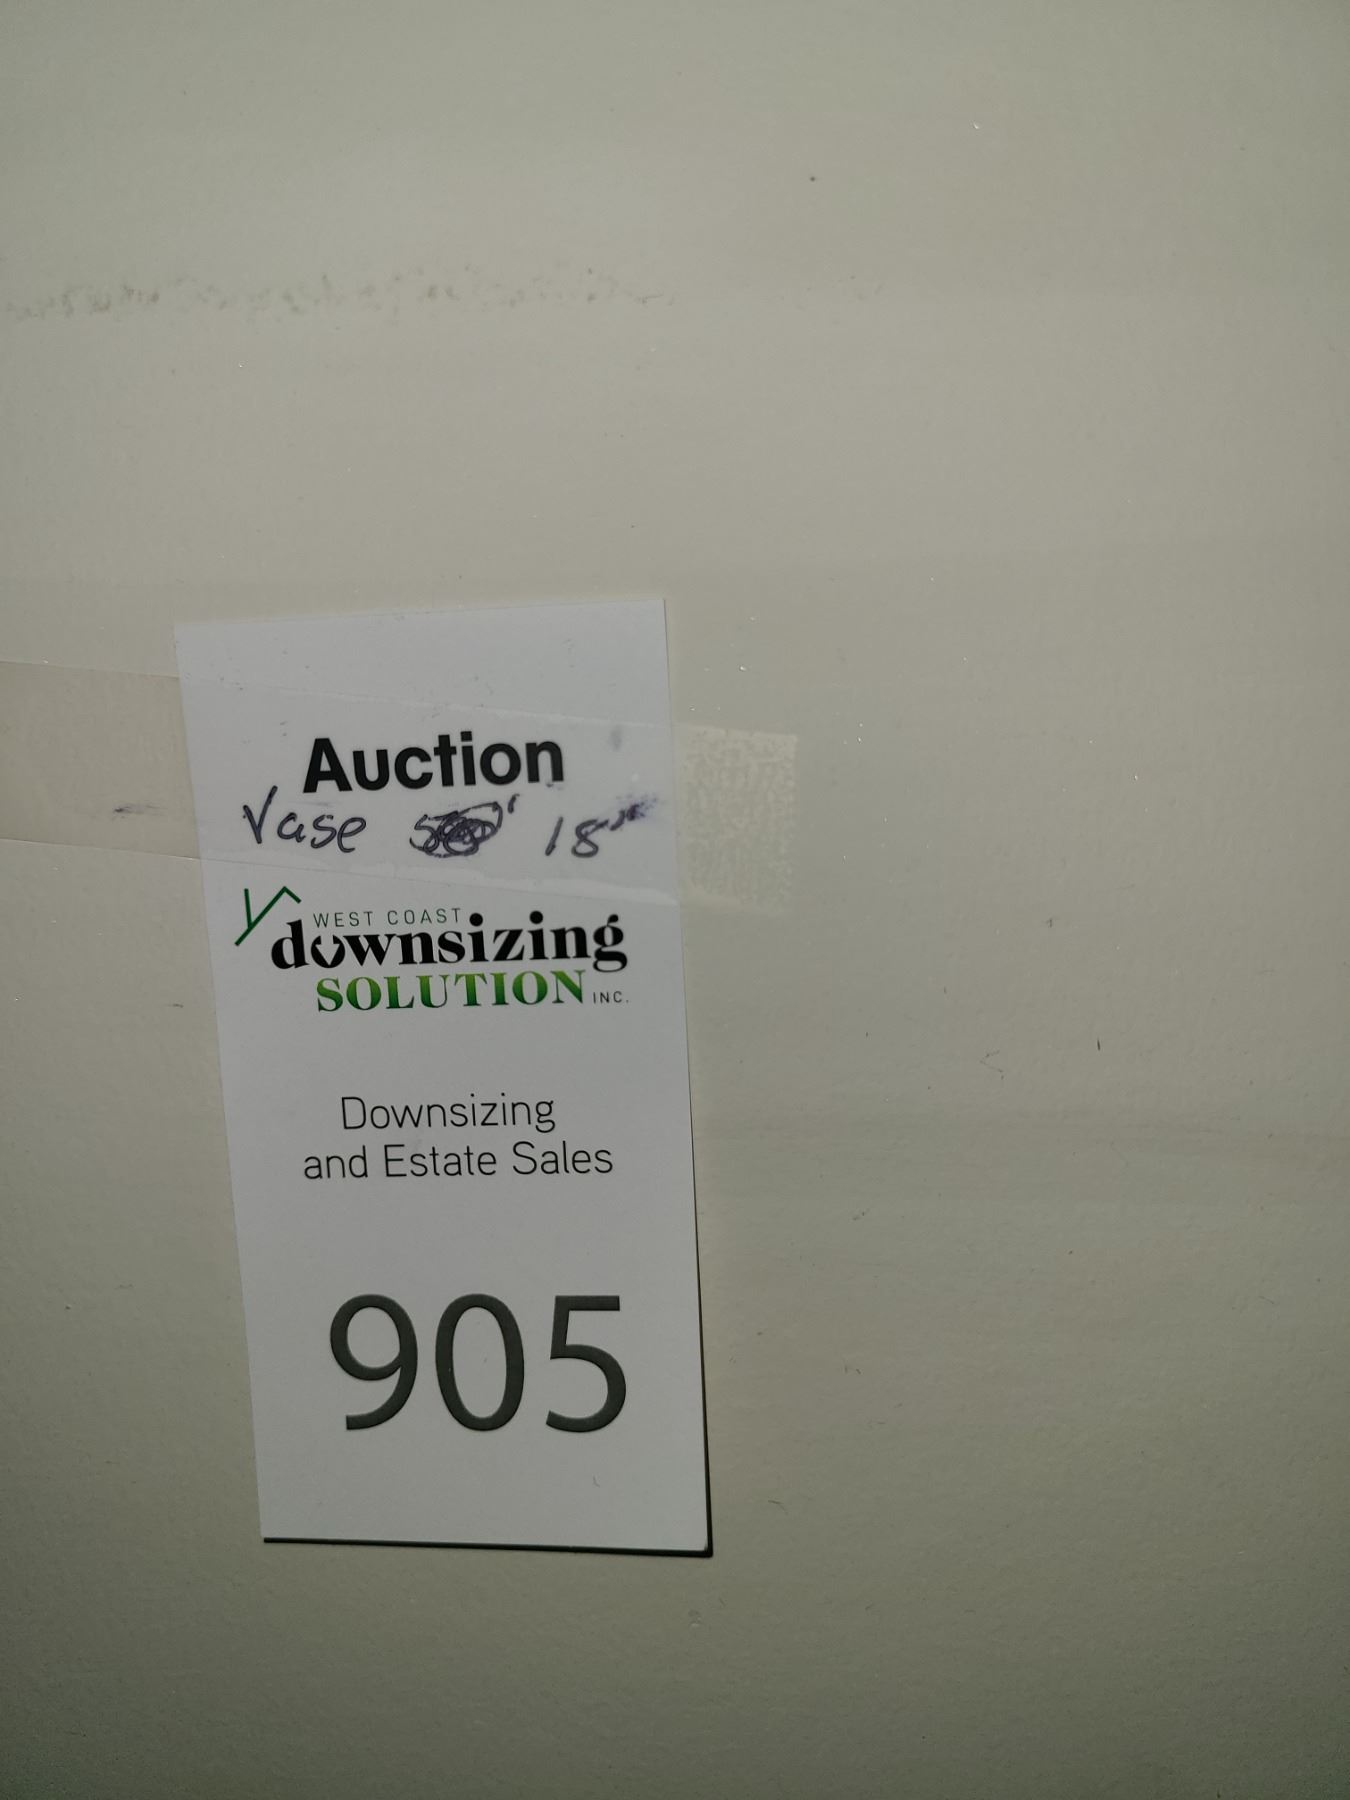 Auction
Vase 18"
WEST COAST
downsizing
SOLUTION INC.
Downsizing
and Estate Sales
905